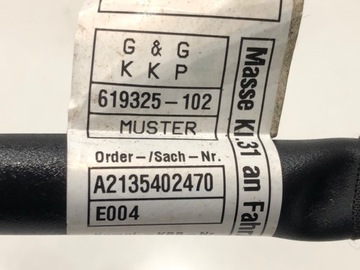 G & G
K K P
619325-102
MUSTER
Order-/Sach-Nr.
A2135402470
E004
Masse Kl.31 an Fahr